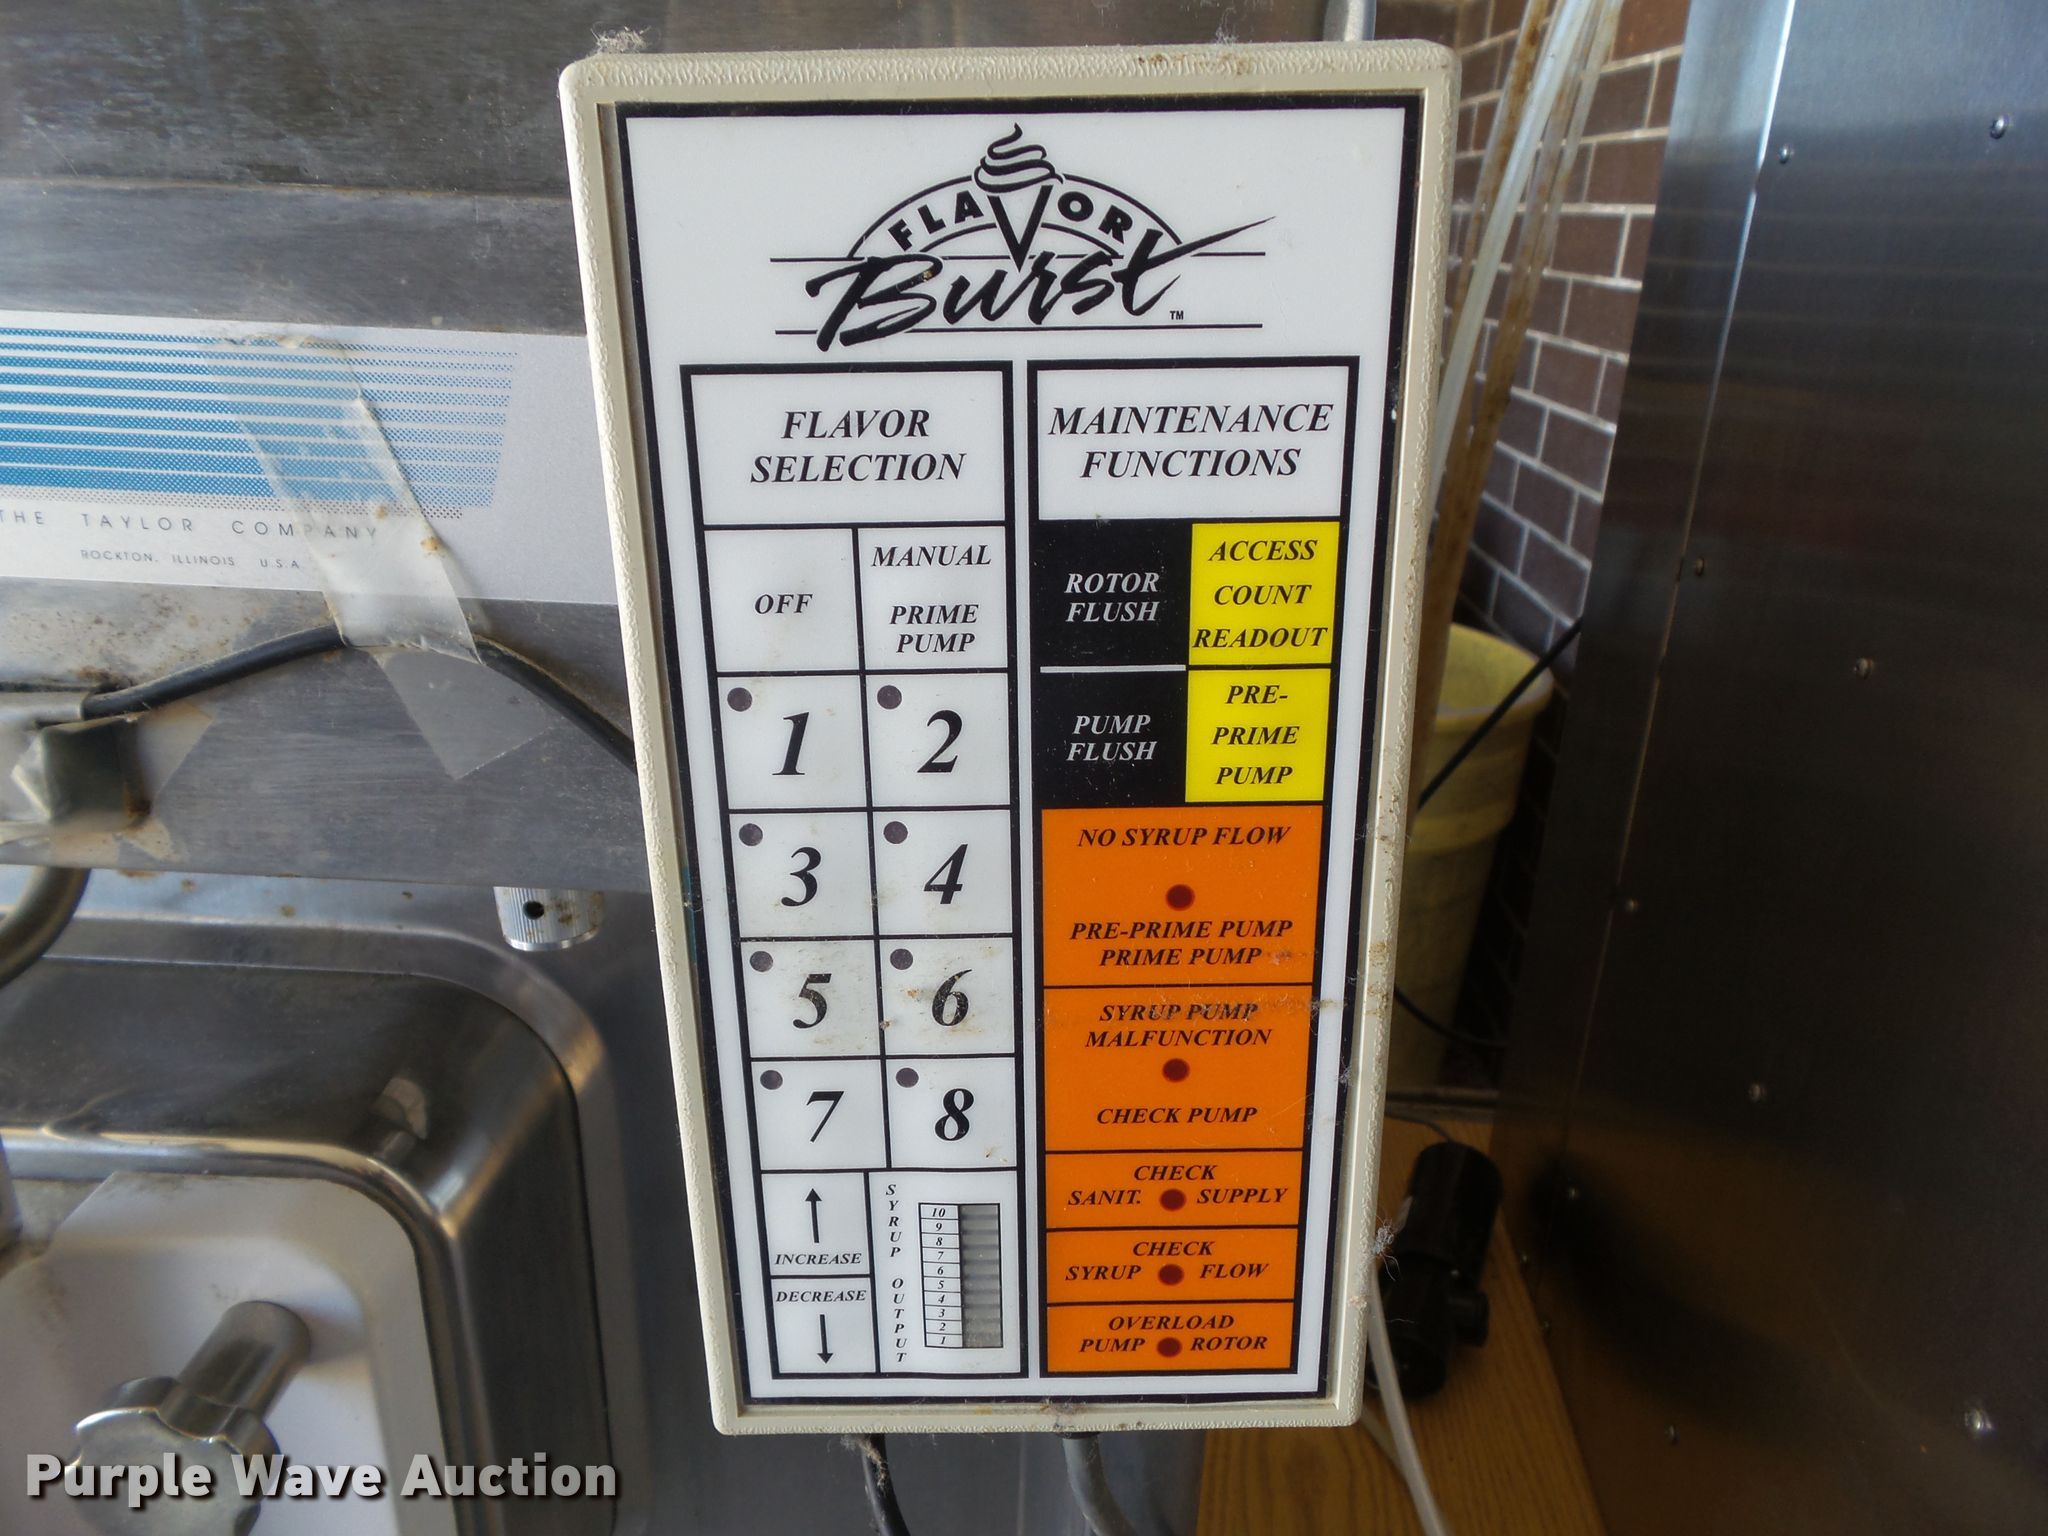 FLAVOR
Burst
TM
FLAVOR
SELECTION
OFF
MANUAL
PRIME
PUMP
1
2
3
4
5
6
7
8
INCREASE
DECREASE
SYRUP OUTPUT
10
9
8
7
6
5
4
3
2
1
MAINTENANCE
FUNCTIONS
ROTOR
FLUSH
ACCESS
COUNT
READOUT
PUMP
FLUSH
PRE-
PRIME
PUMP
NO SYRUP FLOW
PRE-PRIME PUMP
PRIME PUMP
SYRUP PUMP
MALFUNCTION
CHECK PUMP
CHECK
SANIT. SUPPLY
CHECK
SYRUP FLOW
OVERLOAD
PUMP ROTOR
THE TAYLOR COMPANY
ROCKTON, ILLINOIS U.S.A
Purple Wave Auction